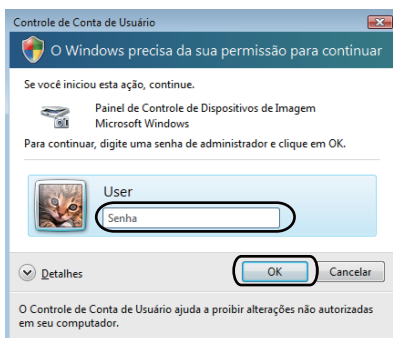 Controle de Conta de Usuário
O Windows precisa da sua permissão para continuar
Se você iniciou esta ação, continue.
Painel de Controle de Dispositivos de Imagem
Microsoft Windows
Para continuar, digite uma senha de administrador e clique em OK.
User
Senha
Detalhes
OK
Cancelar
O Controle de Conta de Usuário ajuda a proibir alterações não autorizadas
em seu computador.